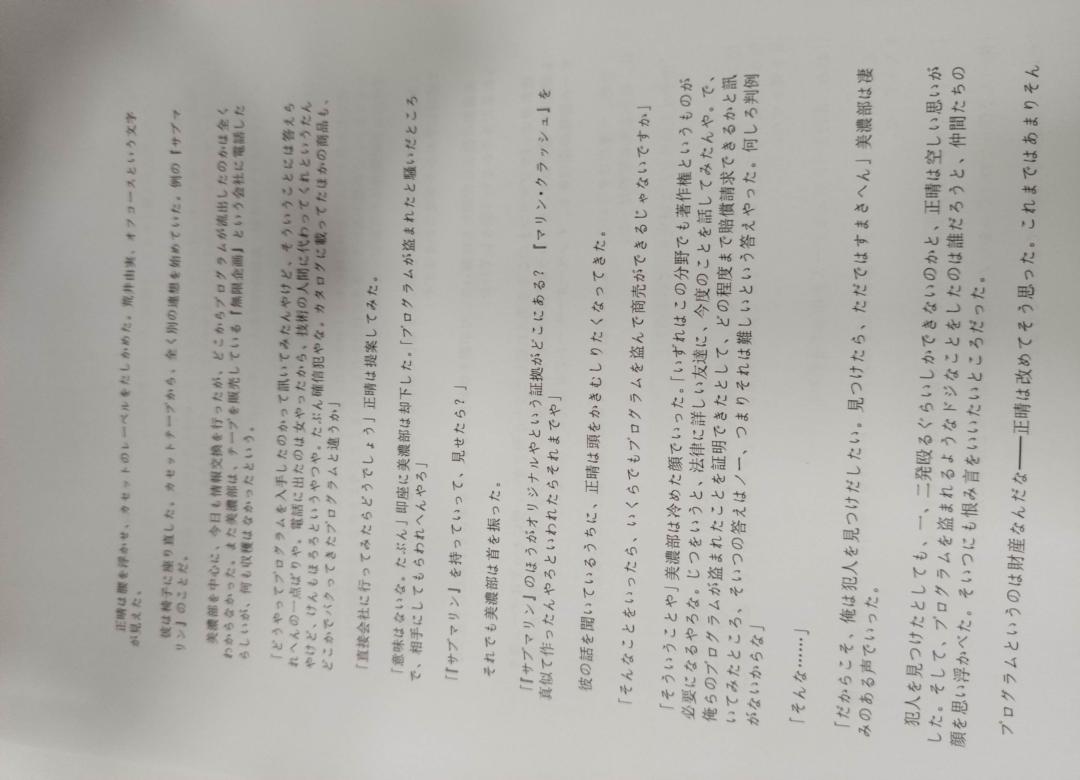 正晴は腰を浮かせ、カセットのレーベルをたしかめた。荒井由実、オフコースという文字
が見えた。
彼は椅子に座り直した。カセットテープから、全く別の連想を始めていた。例の『サブマ
リン』のことだ。
美濃部を中心に、今日も情報交換を行ったが、どこからプログラムが流出したのかは全く
わからなかった。また美濃部は、テープを販売している『無限企画』という会社に電話した
らしいが、何も収穫はなかったという。
「どうやってプログラムを入手したのかって訊いてみたんやけど、そういうことには答えら
れへんの一点ばりや。電話に出たのは女やったから、技術の人間に代わってくれというたん
やけど、けんもほろろというやつや。たぶん確信犯やな。カタログに載ってたほかの商品も、
どこかでパクってきたプログラムと違うか」
「直接会社に行ってみたらどうでしょう」正晴は提案してみた。
「意味はないな。たぶん」即座に美濃部は却下した。「プログラムが盗まれたと騒いだところ
で、相手にしてもらわれへんやろ」
「『サブマリン』を持っていって、見せたら？」
それでも美濃部は首を振った。
「『サブマリン』のほうがオリジナルやという証拠がどこにある？　『マリン・クラッシュ』を
真似て作ったんやろといわれたらそれまでや」
彼の話を聞いているうちに、正晴は頭をかきむしりたくなってきた。
「そんなことをいったら、いくらでもプログラムを盗んで商売ができるじゃないですか」
「そういうことや」美濃部は冷めた顔でいった。「いずれはこの分野でも著作権というものが
必要になるやろな。じつをいうと、法律に詳しい友達に、今度のことを話してみたんや。で、
俺らのプログラムが盗まれたことを証明できたとして、どの程度まで賠償請求できるかと訊
いてみたところ、そいつの答えはノー、つまりそれは難しいという答えやった。何しろ判例
がないからな」
「そんな……」
「だからこそ、俺は犯人を見つけだしたい。見つけたら、ただではすまさへん」美濃部は凄
みのある声でいった。
犯人を見つけたとしても、一、二発殴るぐらいしかできないのかと、正晴は空しい思いが
した。そして、プログラムを盗まれるようなドジなことをしたのは誰だろうと、仲間たちの
顔を思い浮かべた。そいつにも恨み言をいいたいところだった。
プログラムというのは財産なんだな――正晴は改めてそう思った。これまではあまりそん